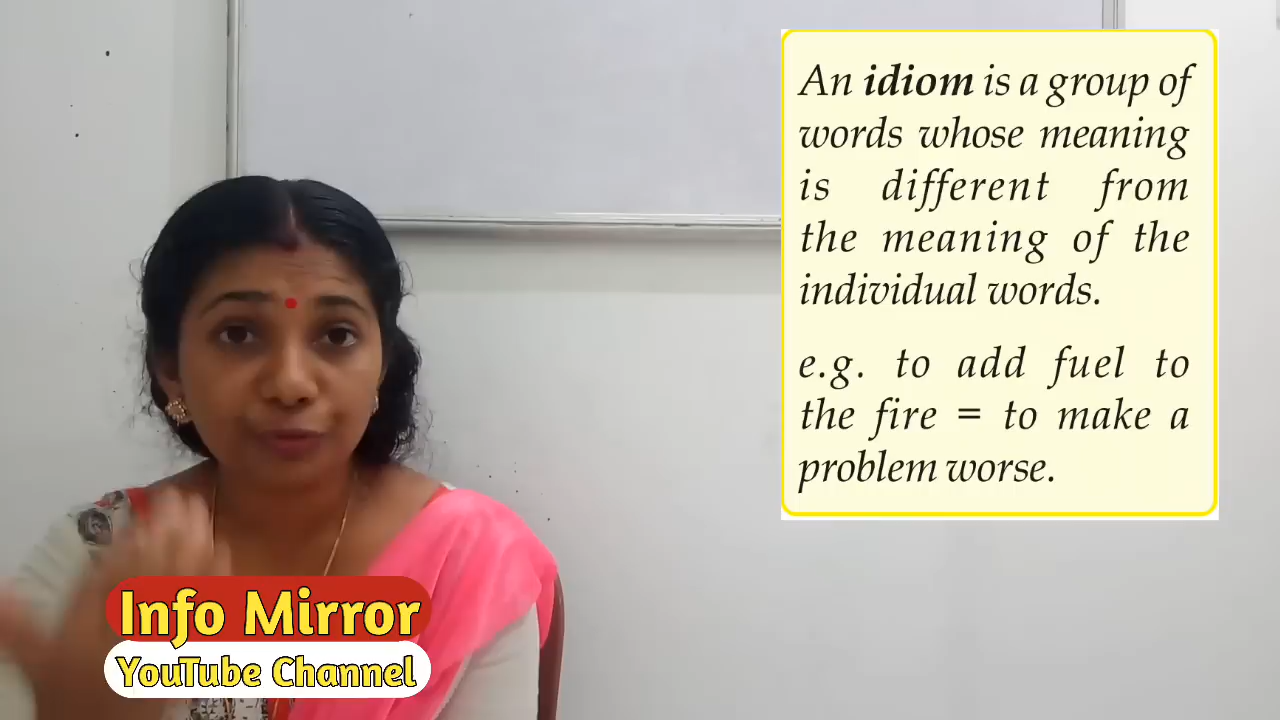 An idiom is a group of
words whose meaning
is different from
the meaning of the
individual words.
e.g. to add fuel to
the fire = to make a
problem worse.
Info Mirror
YouTube Channel